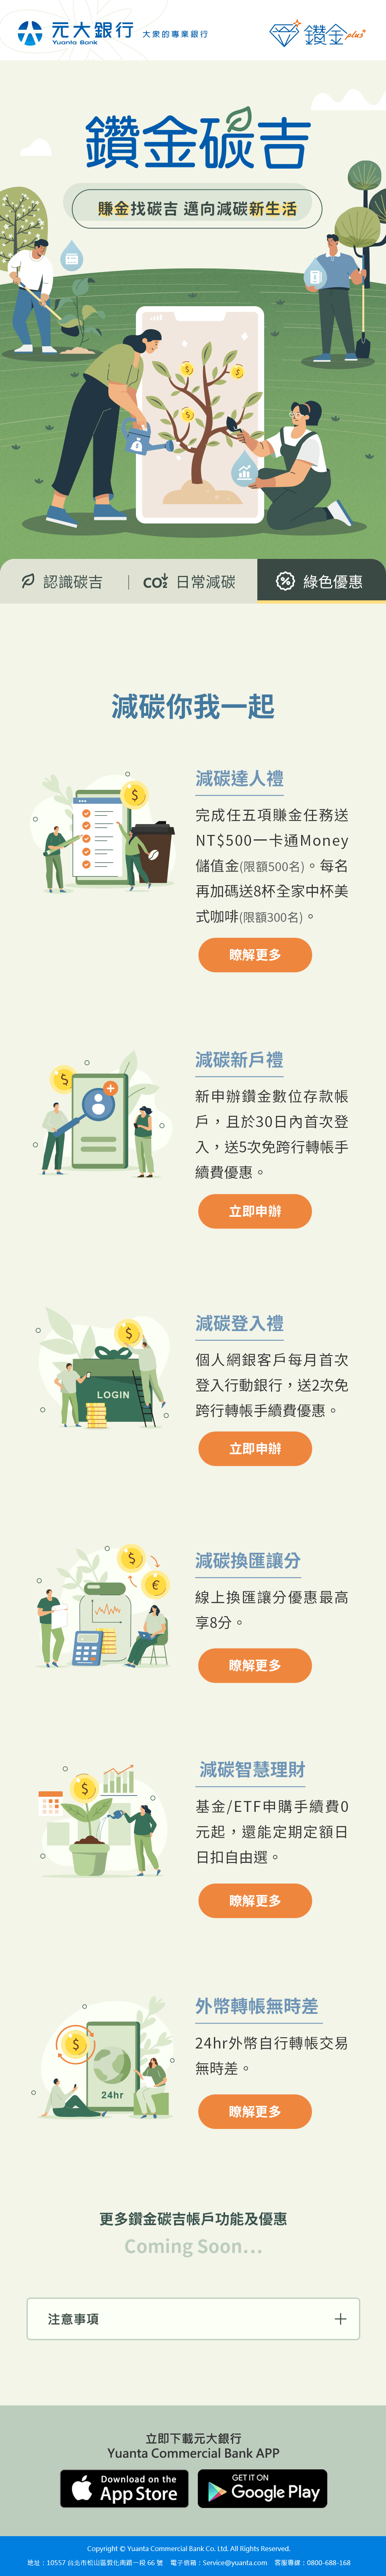 元大銀行 大衆的專業銀行
Yuanta Bank
鑽金plus+
鑽金碳吉
賺金找碳吉 邁向減碳新生活
認識碳吉 | CO2 日常減碳
綠色優惠
減碳你我一起
減碳達人禮
完成任五項賺金任務送
NT$500一卡通Money
儲值金(限額500名)。每名
再加碼送8杯全家中杯美
式咖啡(限額300名)。
瞭解更多
減碳新戶禮
新申辦鑽金數位存款帳
戶，且於30日內首次登
入，送5次免跨行轉帳手
續費優惠。
立即申辦
減碳登入禮
LOGIN
個人網銀客戶每月首次
登入行動銀行，送2次免
跨行轉帳手續費優惠。
立即申辦
減碳換匯讓分
線上換匯讓分優惠最高
享8分。
瞭解更多
減碳智慧理財
基金/ETF申購手續費0
元起，還能定期定額日
日扣自由選。
瞭解更多
外幣轉帳無時差
24hr外幣自行轉帳交易
無時差。
24hr
瞭解更多
更多鑽金碳吉帳戶功能及優惠
Coming Soon...
注意事項
立即下載元大銀行
Yuanta Commercial Bank APP
Download on the
App Store
GET IT ON
Google Play
Copyright © Yuanta Commercial Bank Co. Ltd. All Rights Reserved.
地址：10557 台北市松山區敦化南路一段 66 號 電子信箱：Service@yuanta.com 客服專線：0800-688-168